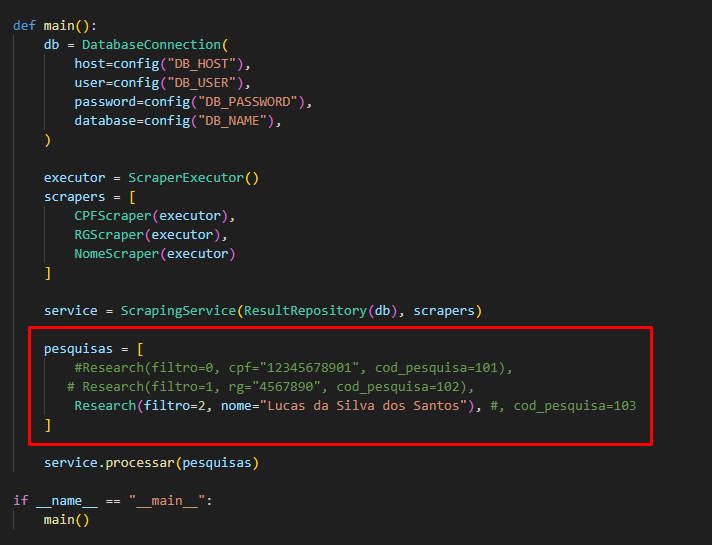 def main():
    db = DatabaseConnection(
        host=config("DB_HOST"),
        user=config("DB_USER"),
        password=config("DB_PASSWORD"),
        database=config("DB_NAME"),
    )
    executor = ScraperExecutor()
    scrapers = [
        CPFScraper(executor),
        RGScraper(executor),
        NomeScraper(executor)
    ]
    service = ScrapingService(ResultRepository(db), scrapers)
    pesquisas = [
        #Research(filtro=0, cpf="12345678901", cod_pesquisa=101),
       # Research(filtro=1, rg="4567890", cod_pesquisa=102),
        Research(filtro=2, nome="Lucas da Silva dos Santos"), #, cod_pesquisa=103
    ]
    service.processar(pesquisas)
if __name__ == "__main__":
    main()